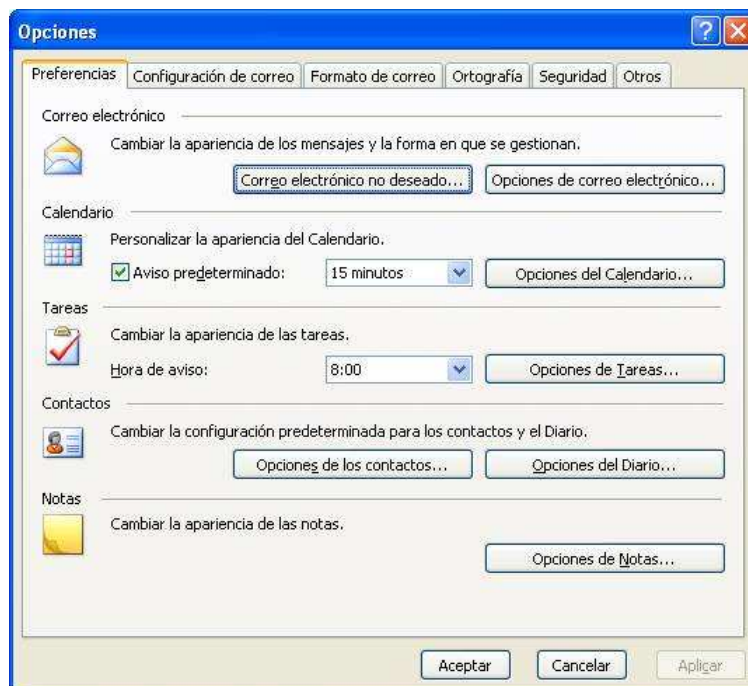 Opciones
Preferencias Configuración de correo Formato de correo Ortografía Seguridad Otros
Correo electrónico
Cambiar la apariencia de los mensajes y la forma en que se gestionan.
Correo electrónico no deseado... Opciones de correo electrónico...
Calendario
Personalizar la apariencia del Calendario.
Aviso predeterminado: 15 minutos Opciones del Calendario...
Tareas
Cambiar la apariencia de las tareas.
Hora de aviso: 8:00 Opciones de Tareas...
Contactos
Cambiar la configuración predeterminada para los contactos y el Diario.
Opciones de los contactos... Opciones del Diario...
Notas
Cambiar la apariencia de las notas.
Opciones de Notas...
Aceptar Cancelar Aplicar